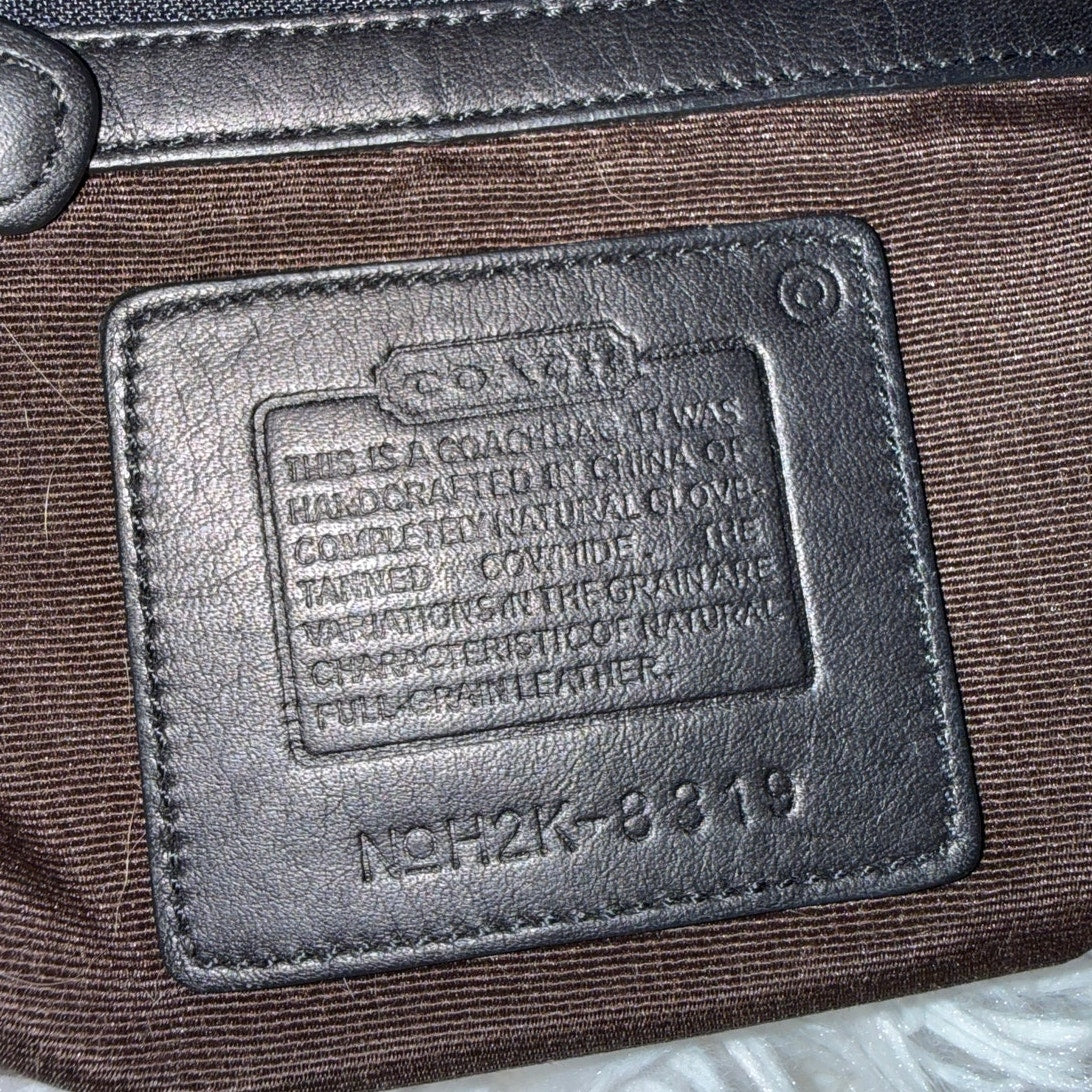 ©
COACH
THIS IS A COACH BAG. IT WAS
HANDCRAFTED IN CHINA OF
COMPLETELY NATURAL GLOVE-
TANNED COWHIDE. THE
VARIATIONS IN THE GRAIN ARE
CHARACTERISTIC OF NATURAL
FULL-GRAIN LEATHER.
No H2K-8319